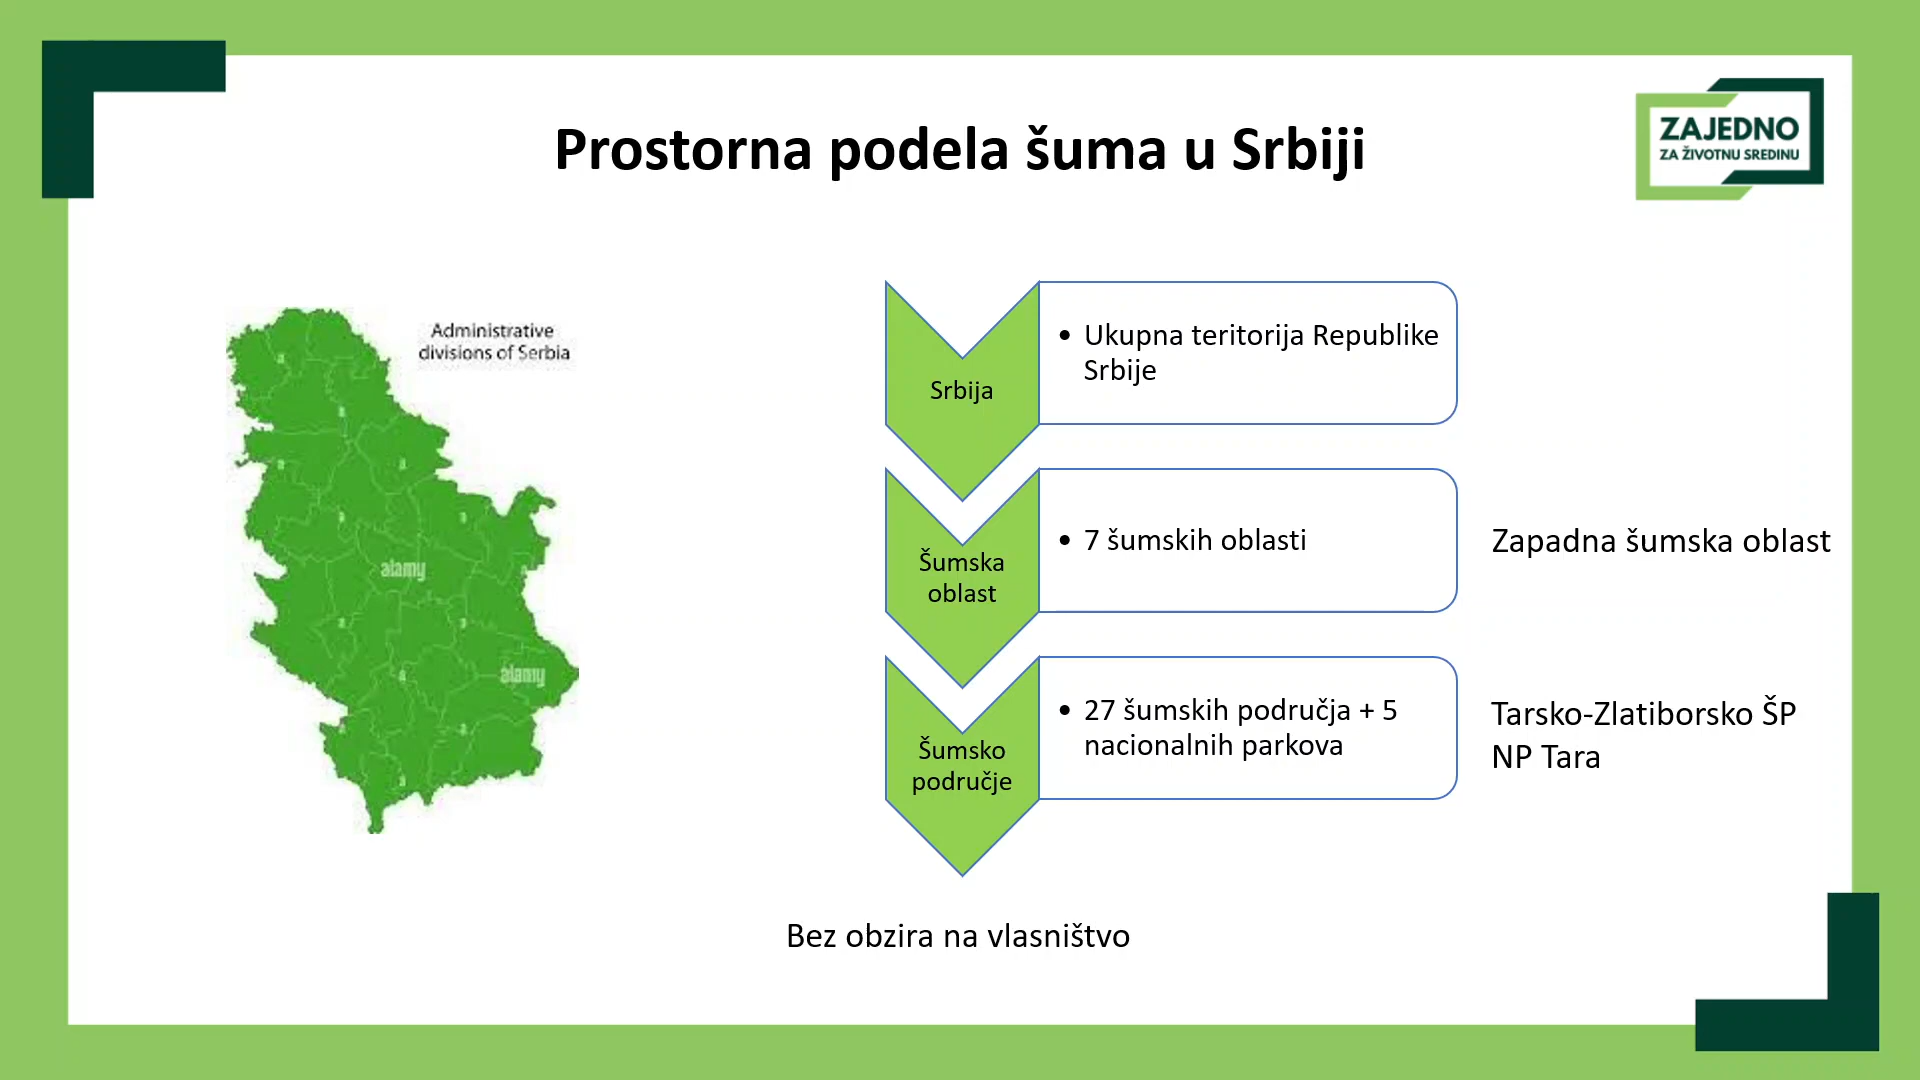 Prostorna podela šuma u Srbiji
ZAJEDNO
ZA ŽIVOTNU SREDINU
Administrative
divisions of Serbia
alamy
alamy
a
a
a
a
a
a
a
a
a
a
a
a
Srbija
• Ukupna teritorija Republike
Srbije
Šumska
oblast
• 7 šumskih oblasti
Zapadna šumska oblast
Šumsko
područje
• 27 šumskih područja + 5
nacionalnih parkova
Tarsko-Zlatiborsko ŠP
NP Tara
Bez obzira na vlasništvo